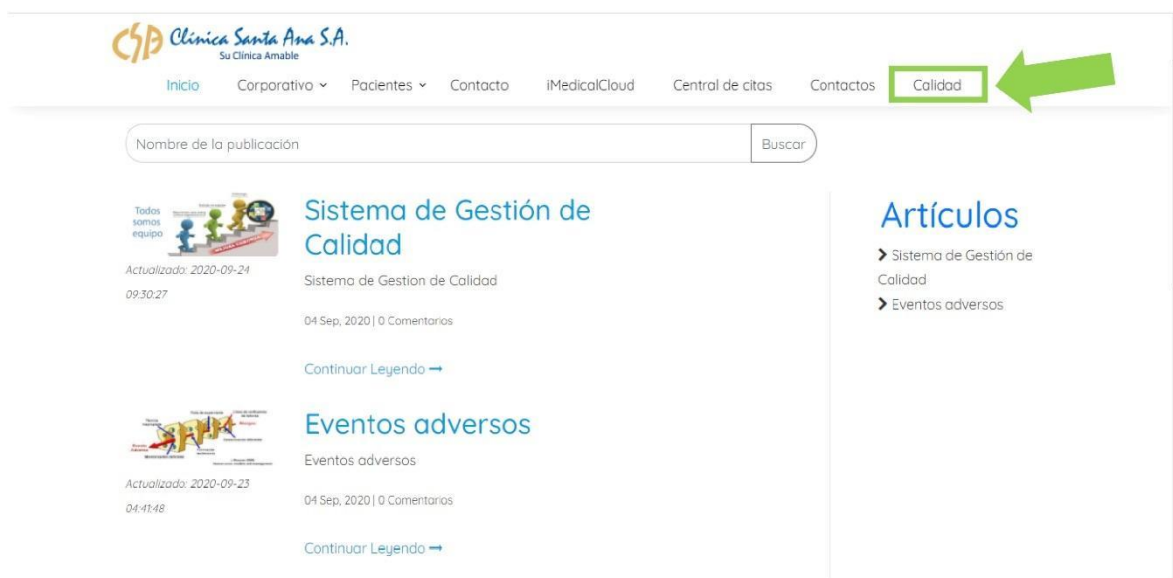 CSA Clínica Santa Ana S.A.
Su Clínica Amable
Inicio Corporativo Pacientes Contacto iMedicalCloud Central de citas Contactos Calidad
Nombre de la publicación Buscar
Todos
somos
equipo
Actualizado: 2020-09-24
09:30:27
Sistema de Gestión de
Calidad
Sistema de Gestion de Calidad
04 Sep, 2020 | 0 Comentarios
Continuar Leyendo
Actualizado: 2020-09-23
04:41:48
Eventos adversos
Eventos adversos
04 Sep, 2020 | 0 Comentarios
Continuar Leyendo
Artículos
Sistema de Gestión de
Calidad
Eventos adversos